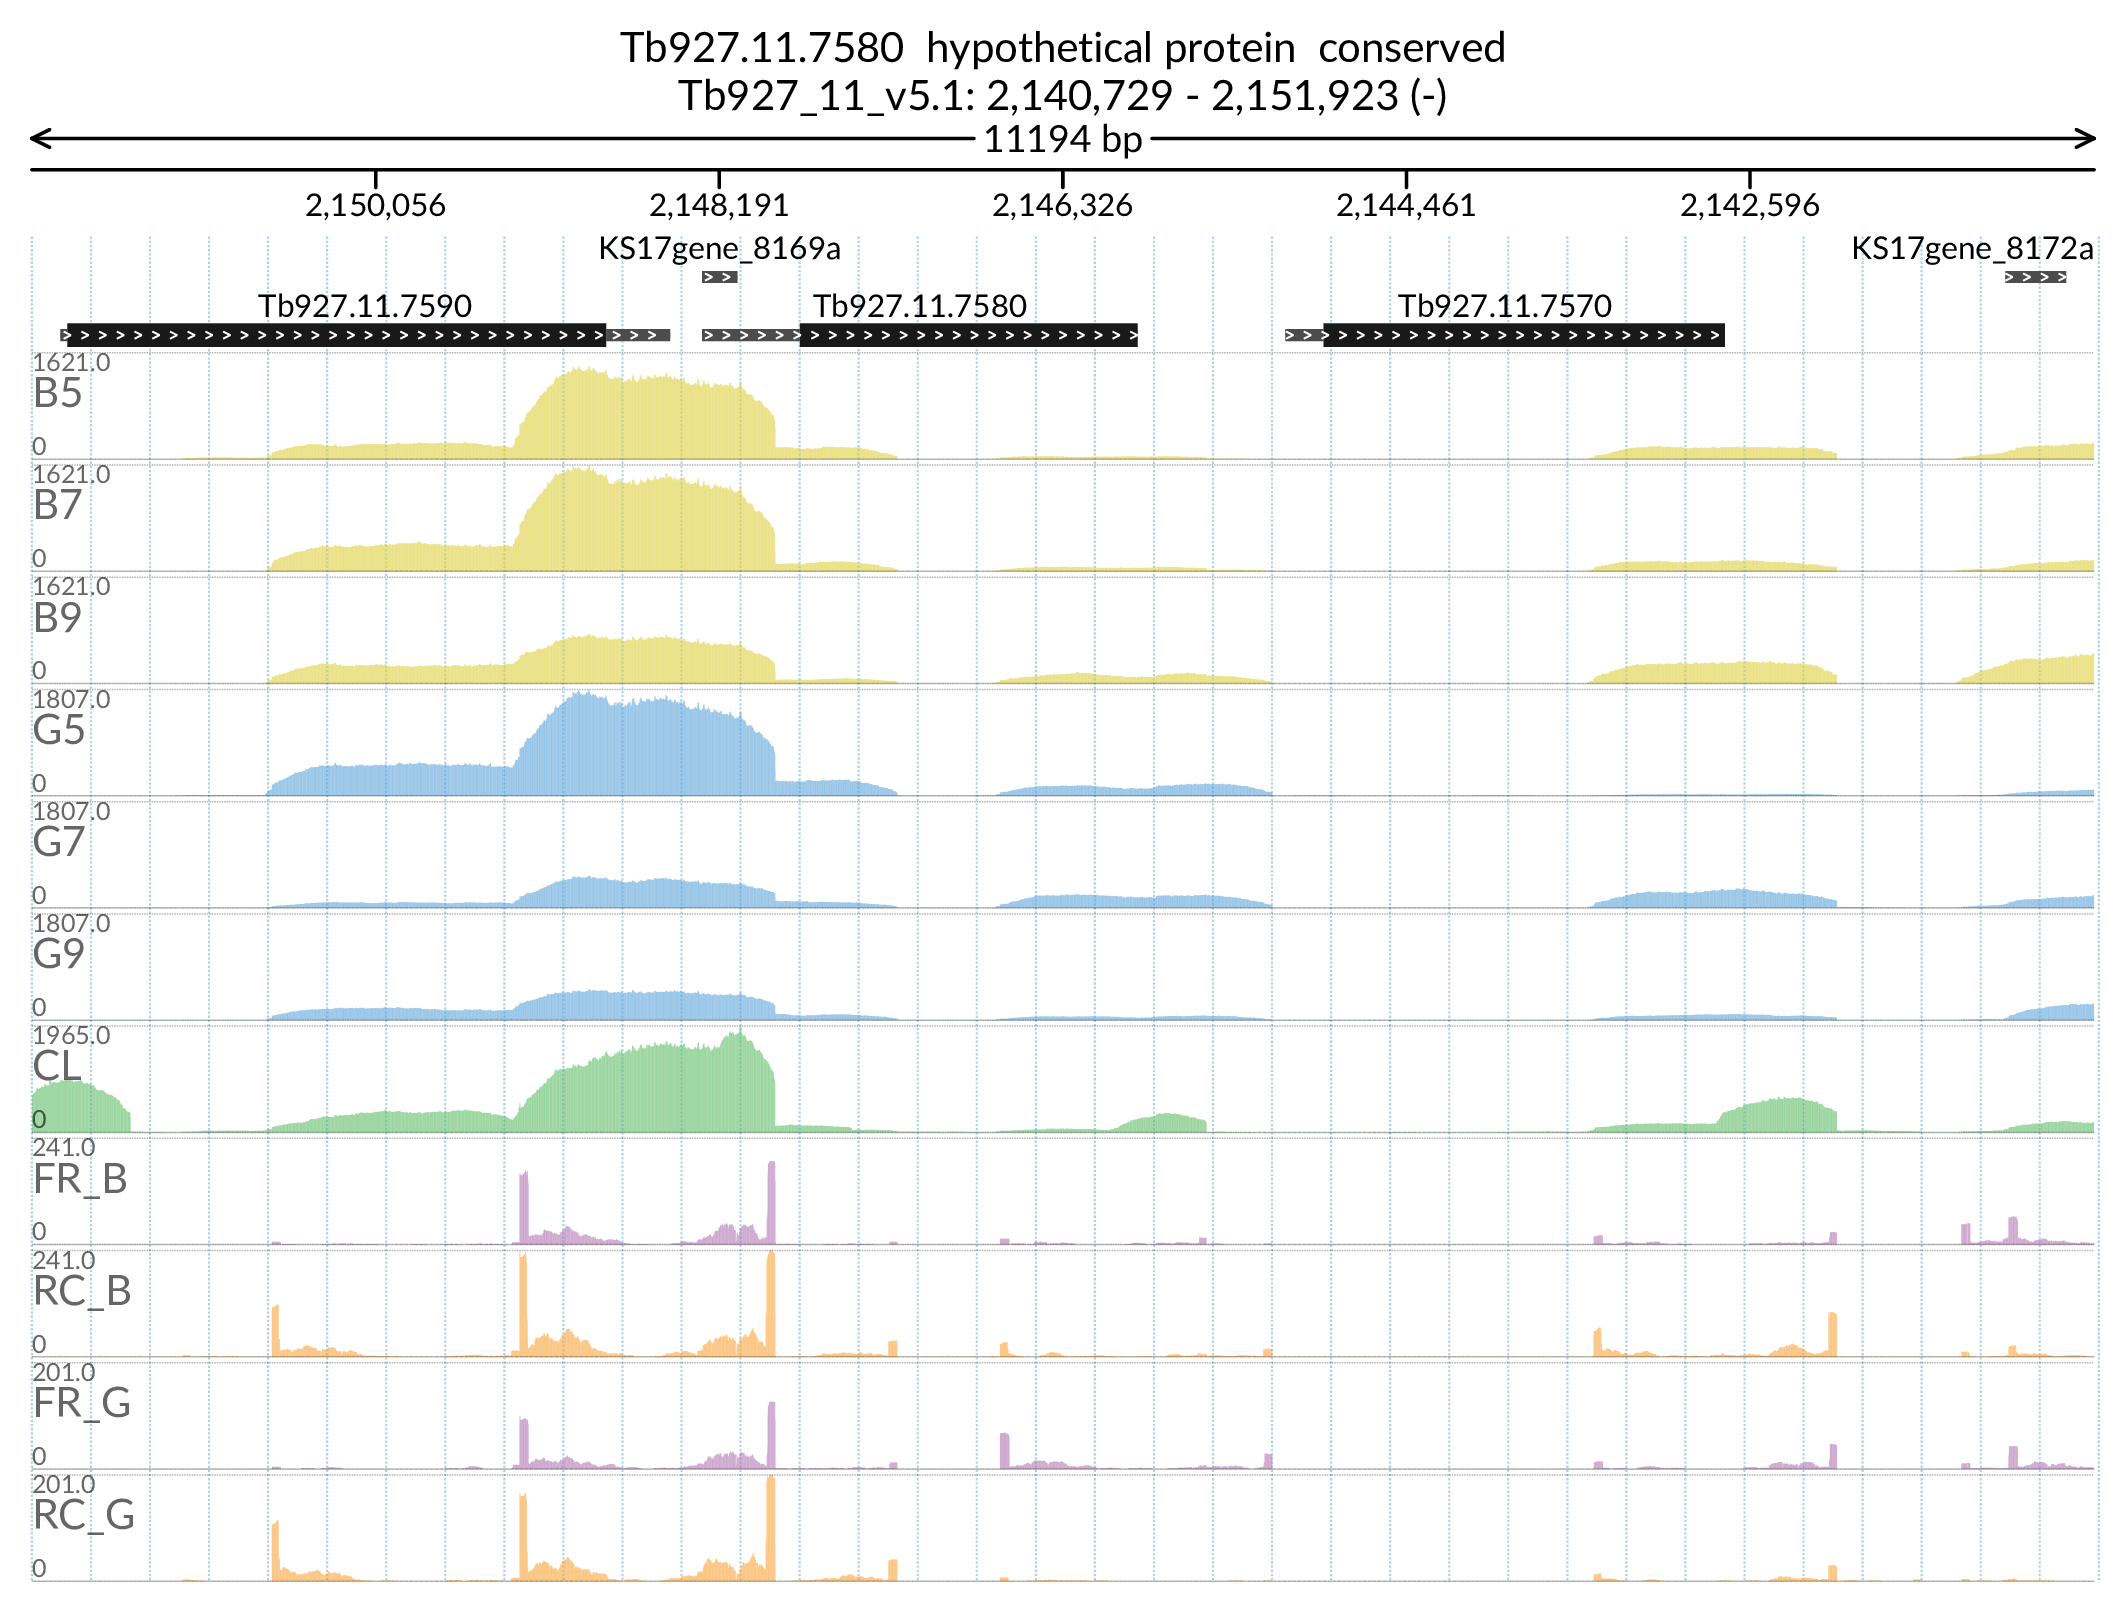 Tb927.11.7580  hypothetical protein  conserved
Tb927_11_v5.1: 2,140,729 - 2,151,923 (-)
11194 bp
2,150,056 2,148,191 2,146,326 2,144,461 2,142,596
KS17gene_8169a KS17gene_8172a
Tb927.11.7590 Tb927.11.7580 Tb927.11.7570
1621.0
B5
0
1621.0
B7
0
1621.0
B9
0
1807.0
G5
0
1807.0
G7
0
1807.0
G9
0
1965.0
CL
0
241.0
FR_B
0
241.0
RC_B
0
201.0
FR_G
0
201.0
RC_G
0